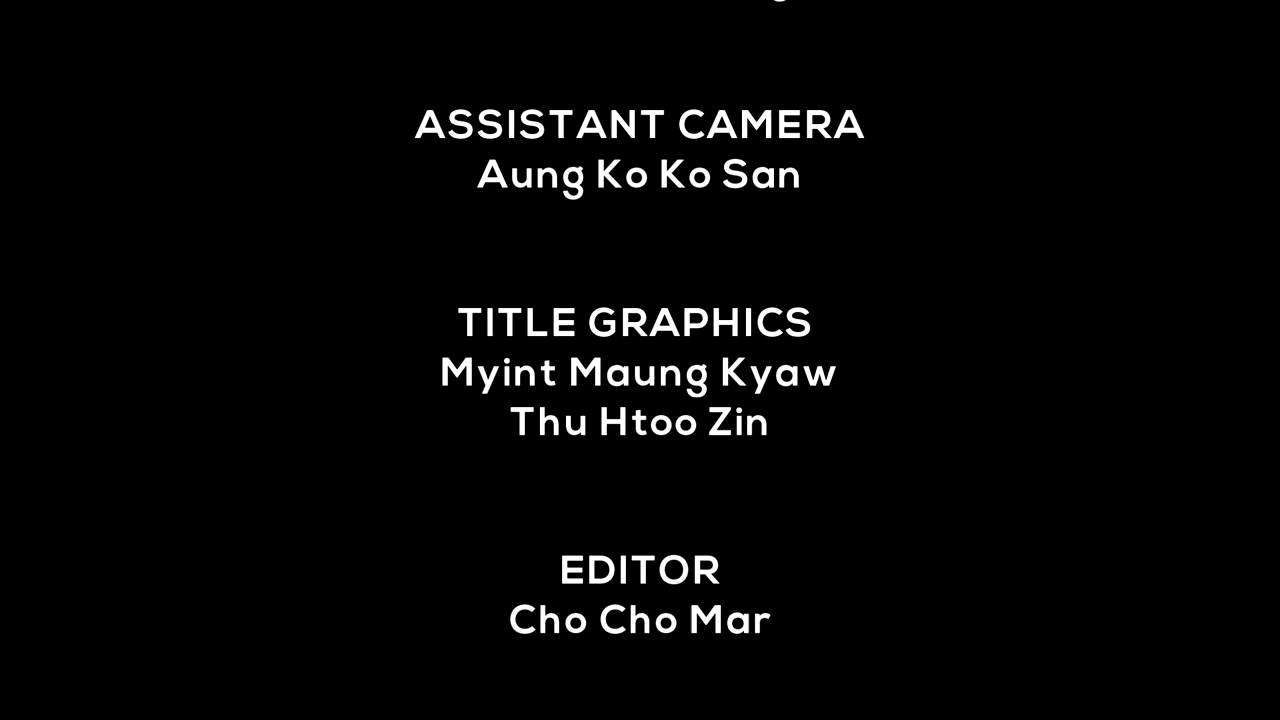 ASSISTANT CAMERA
Aung Ko Ko San
TITLE GRAPHICS
Myint Maung Kyaw
Thu Htoo Zin
EDITOR
Cho Cho Mar